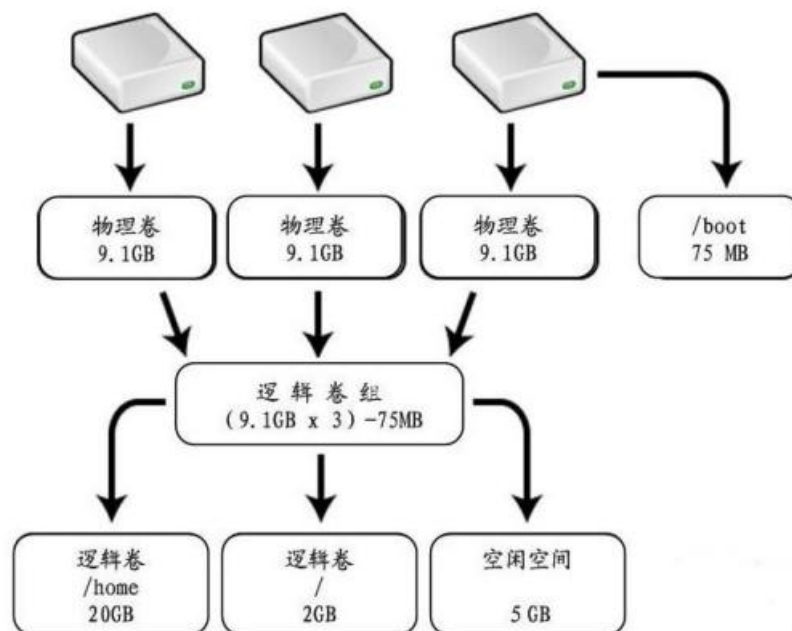 物理卷
9.1GB
物理卷
9.1GB
物理卷
9.1GB
/boot
75 MB
逻辑卷组
(9.1GB x 3)-75MB
逻辑卷
/home
20GB
逻辑卷
/
2GB
空闲空间
5GB